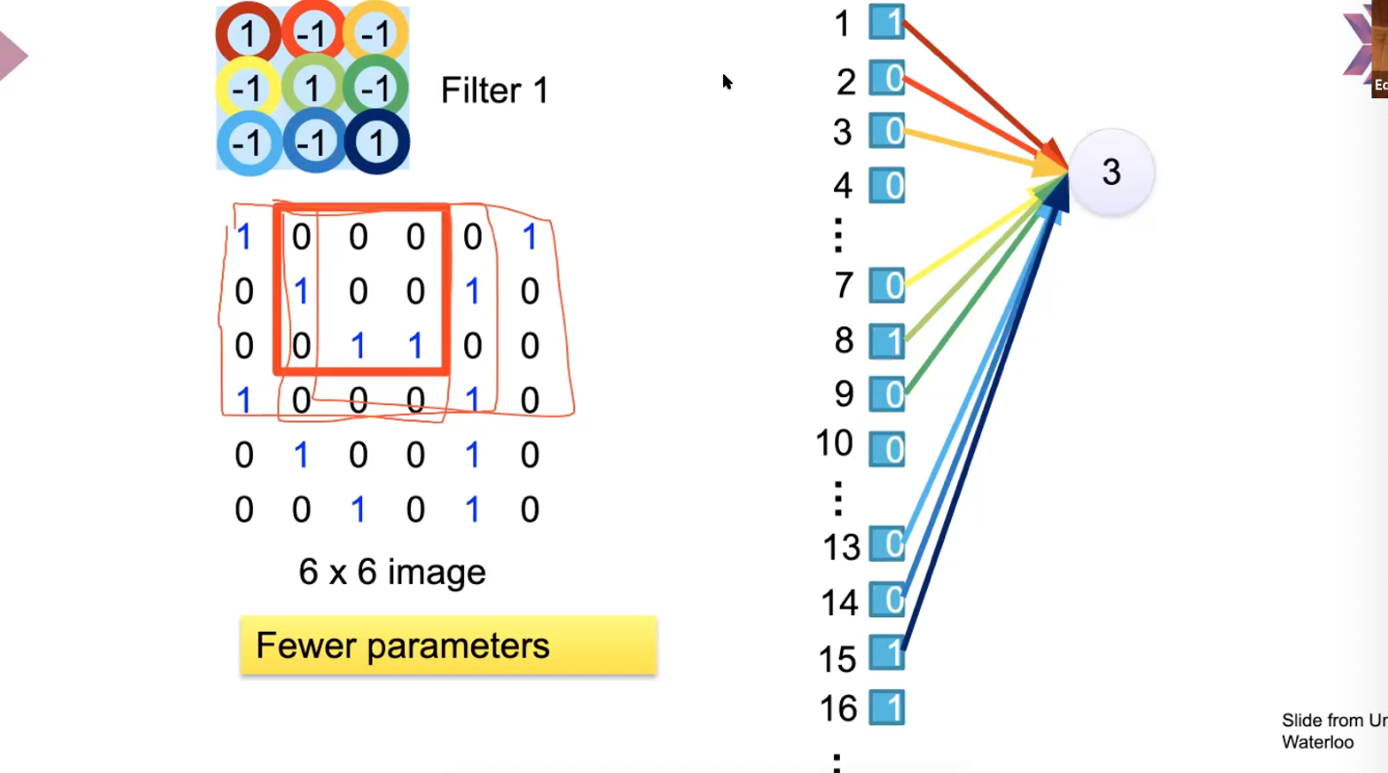 1 -1 -1
-1 1 -1
-1 -1 1
Filter 1
1 0 0 0 0 1
0 1 0 0 1 0
0 0 1 1 0 0
1 0 0 0 1 0
0 1 0 0 1 0
0 0 1 0 1 0
6 x 6 image
Fewer parameters
1 1
2 0
3 0
4 0
⋮
7 0
8 1
9 0
10 0
⋮
13 0
14 0
15 1
16 1
⋮
3
Slide from
Waterloo